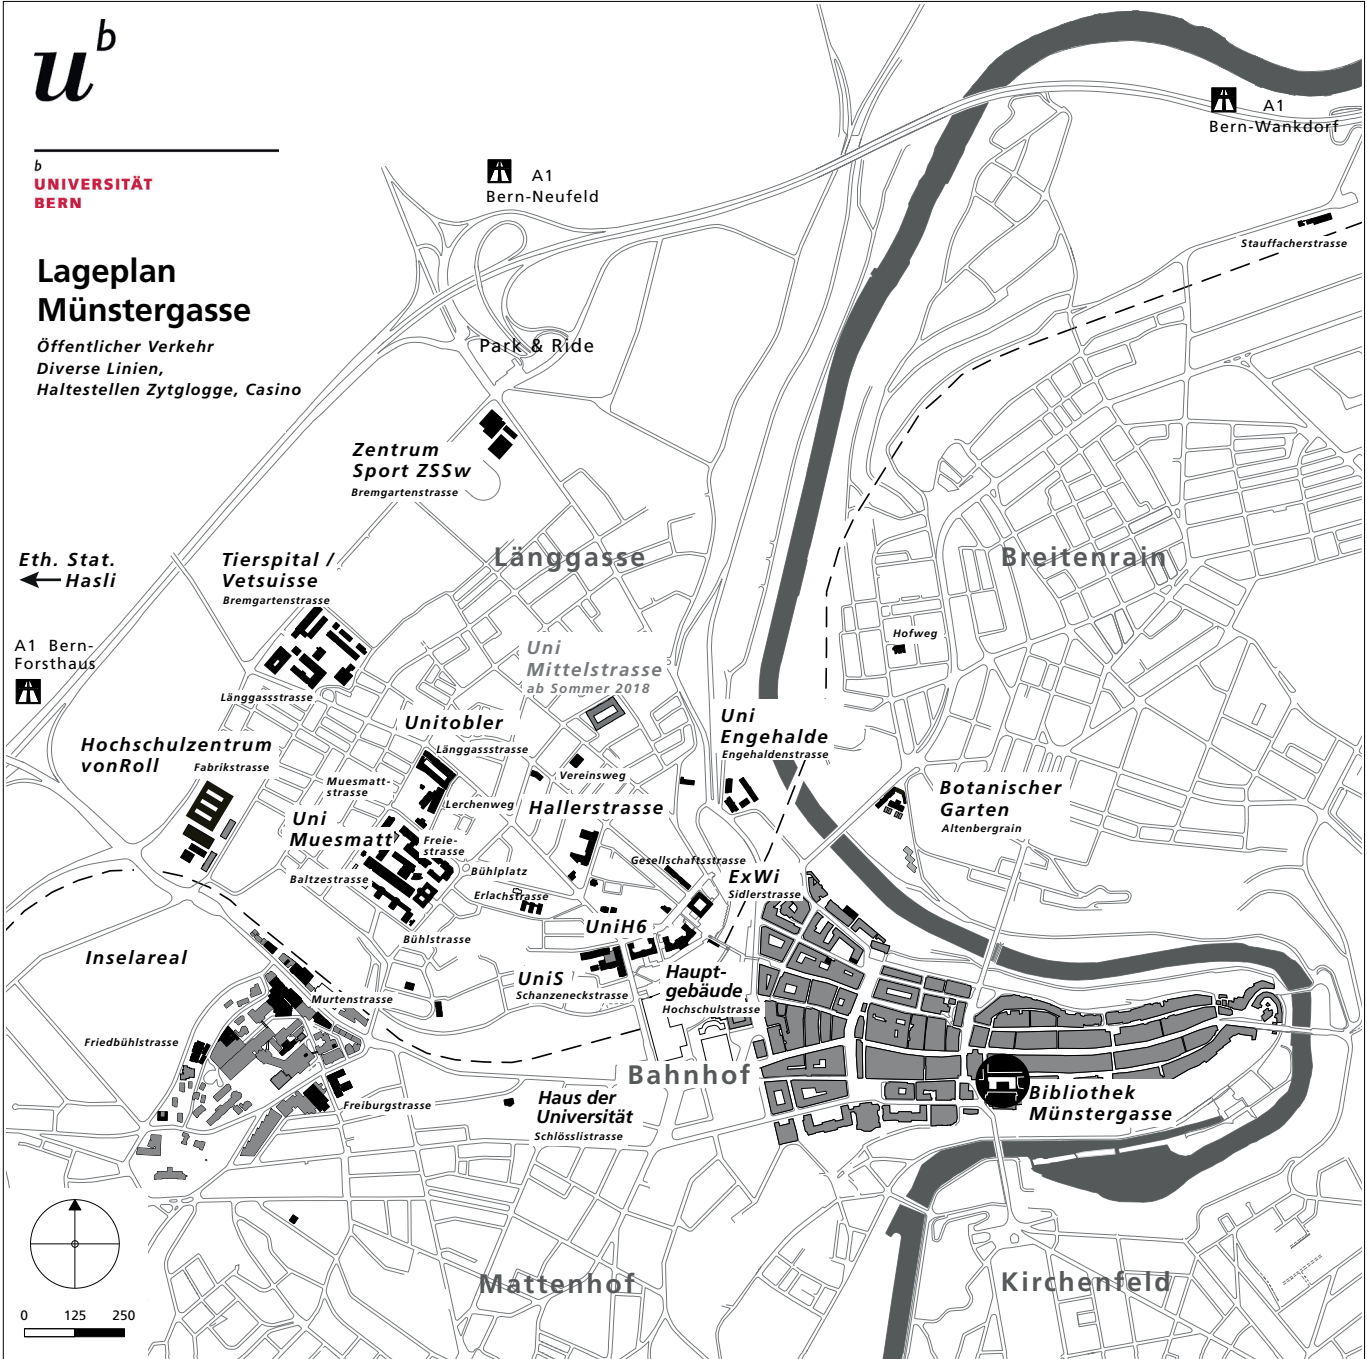 u b
b
UNIVERSITÄT
BERN
Lageplan
Münstergasse
Öffentlicher Verkehr
Diverse Linien,
Haltestellen Zytglogge, Casino
A1
Bern-Neufeld
A1
Bern-Wankdorf
Stauffacherstrasse
Park & Ride
Zentrum
Sport ZSSw
Bremgartenstrasse
Eth. Stat.
Hasli
Tierspital /
Vetsuisse
Bremgartenstrasse
Länggasse
Breitenrain
A1 Bern-
Forsthaus
Hofweg
Uni
Mittelstrasse
ab Sommer 2018
Länggassstrasse
Unitobler
Länggassstrasse
Uni
Engehalde
Engehaldenstrasse
Hochschulzentrum
vonRoll
Fabrikstrasse
Muesmatt-
strasse
Vereinsweg
Lerchenweg
Hallerstrasse
Botanischer
Garten
Altenbergrain
Uni
Muesmatt
Freie-
strasse
Baltzestrasse
Bühlplatz
Gesellschaftsstrasse
ExWi
Sidlerstrasse
Erlachstrasse
Bühlstrasse
UniH6
Inselareal
UniS
Schanzeneckstrasse
Haupt-
gebäude
Hochschulstrasse
Murtenstrasse
Friedbühlstrasse
Bahnhof
Freiburgstrasse
Haus der
Universität
Schlösslistrasse
Bibliothek
Münstergasse
Mattenhof
Kirchenfeld
0 125 250